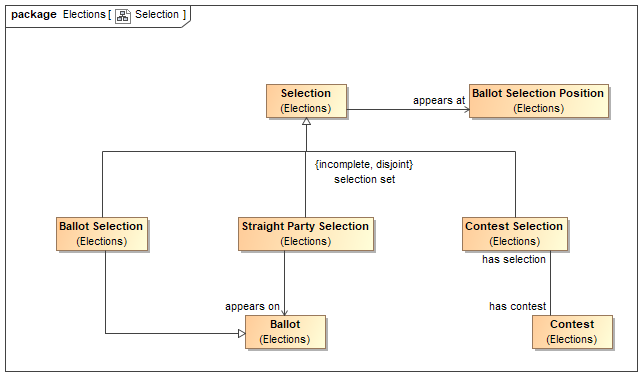 package Elections [ Selection ]
Selection
(Elections)
appears at
Ballot Selection Position
(Elections)
{incomplete, disjoint}
selection set
Ballot Selection
(Elections)
Straight Party Selection
(Elections)
Contest Selection
(Elections)
has selection
appears on
has contest
Ballot
(Elections)
Contest
(Elections)